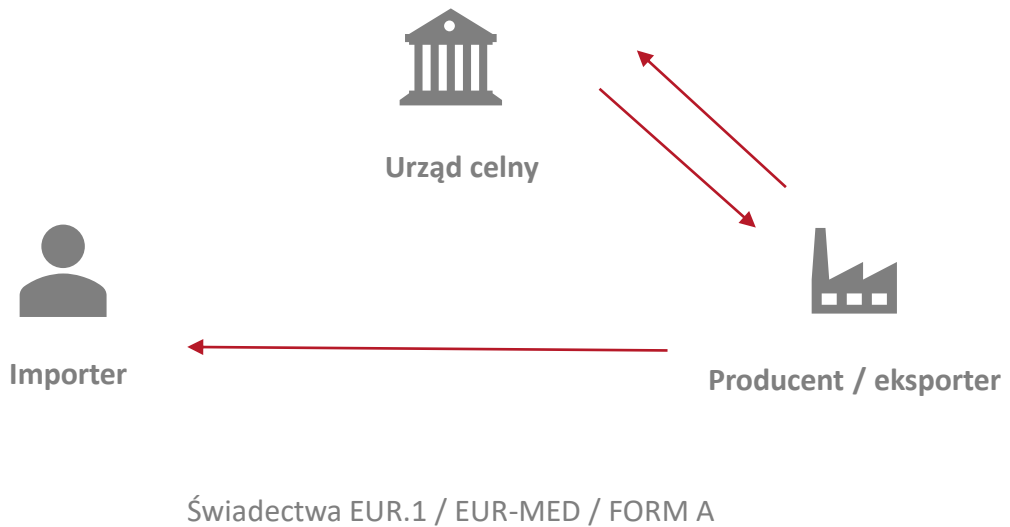 Urząd celny
Importer
Producent / eksporter
Świadectwa EUR.1 / EUR-MED / FORM A